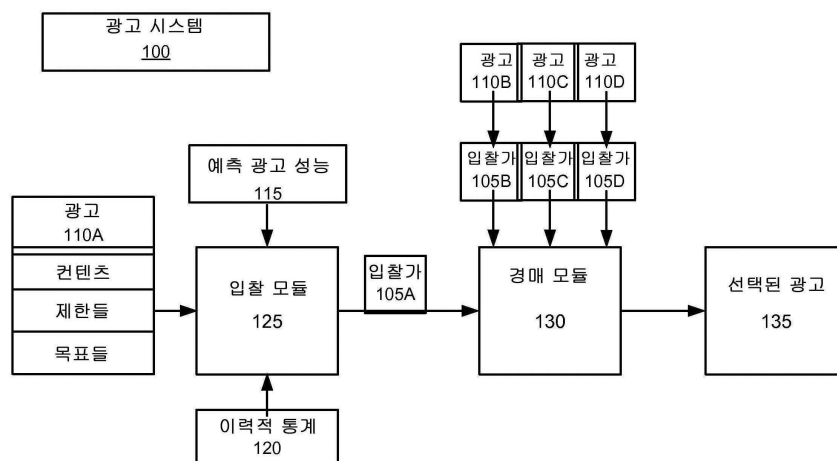 광고 시스템
100
광고
110B
광고
110C
광고
110D
예측 광고 성능
115
입찰가
105B
입찰가
105C
입찰가
105D
광고
110A
컨텐츠
제한들
목표들
입찰 모듈
125
입찰가
105A
경매 모듈
130
선택된 광고
135
이력적 통계
120